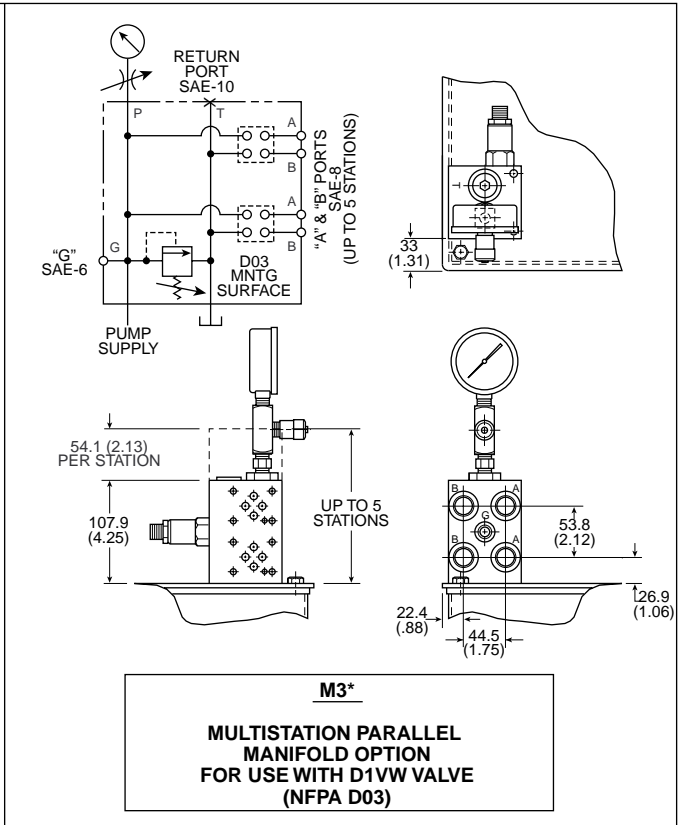 RETURN
PORT
SAE-10
P
T
A
B
A
B
"A" & "B" PORTS
SAE-8
(UP TO 5 STATIONS)
"G"
SAE-6
G
D03
MNTG
SURFACE
PUMP
SUPPLY
T
33
(1.31)
54.1 (2.13)
PER STATION
107.9
(4.25)
UP TO 5
STATIONS
B
A
G
B
A
53.8
(2.12)
26.9
(1.06)
22.4
(.88)
44.5
(1.75)
M3*
MULTISTATION PARALLEL
MANIFOLD OPTION
FOR USE WITH D1VW VALVE
(NFPA D03)